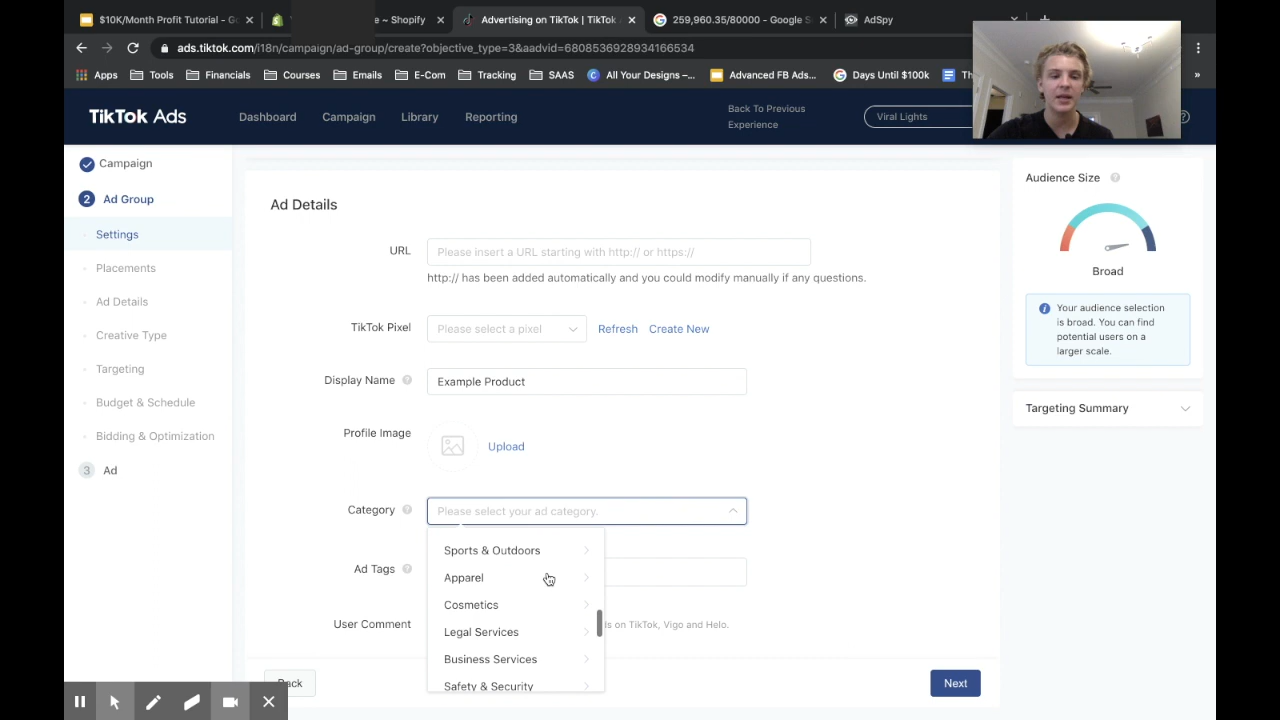 $10K/Month Profit Tutorial - Go
e ~ Shopify
Advertising on TikTok | TikTok A
259,960.35/80000 - Google S
AdSpy
ads.tiktok.com/i18n/campaign/ad-group/create?objective_type=3&aadvid=6808536928934166534
Apps
Tools
Financials
Courses
Emails
E-Com
Tracking
SAAS
All Your Designs –...
Advanced FB Ads...
Days Until $100k
Th
»
TikTok Ads
Dashboard
Campaign
Library
Reporting
Back To Previous
Experience
Viral Lights
Campaign
2 Ad Group
Settings
Placements
Ad Details
Creative Type
Targeting
Budget & Schedule
Bidding & Optimization
3 Ad
Ad Details
URL
Please insert a URL starting with http:// or https://
http:// has been added automatically and you could modify manually if any questions.
TikTok Pixel
Please select a pixel
Refresh
Create New
Display Name
Example Product
Profile Image
Upload
Category
Please select your ad category.
Sports & Outdoors
Apparel
Ad Tags
Cosmetics
User Comment
ls on TikTok, Vigo and Helo.
Legal Services
Business Services
Safety & Security
ck
Next
Audience Size
Broad
Your audience selection
is broad. You can find
potential users on a
larger scale.
Targeting Summary